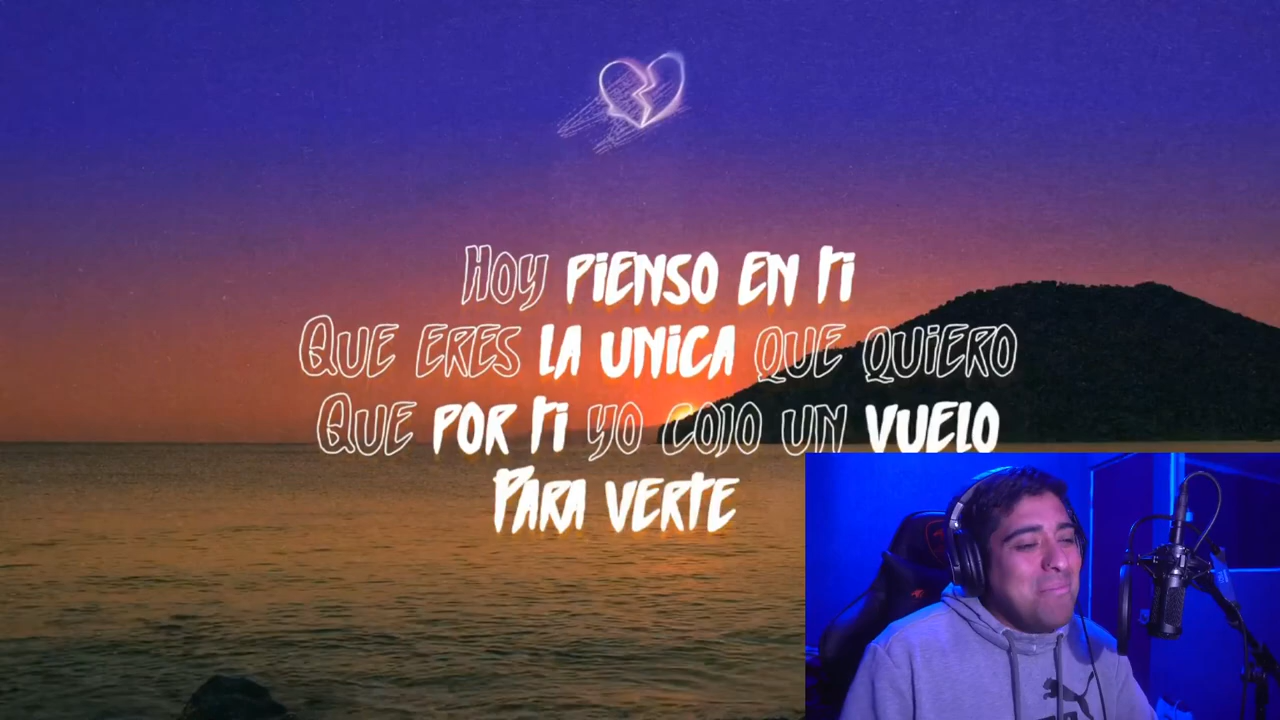 Hoy PiENSO EN Ti
QUE ERES LA UNiCA QUE QUiERO
QUE POR Ti YO COJO UN VUELO
PARA VERTE